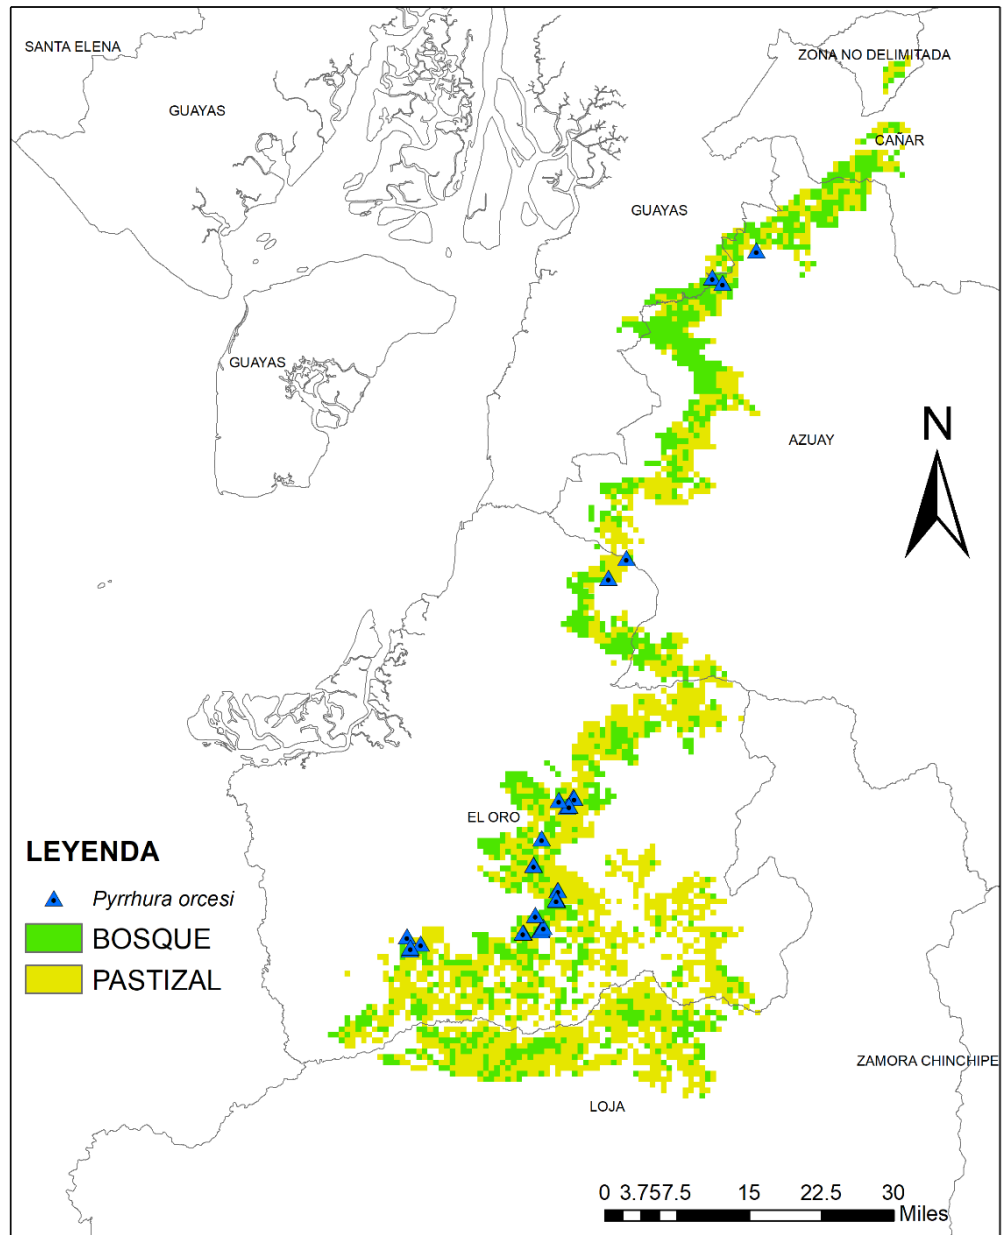 SANTA ELENA
ZONA NO DELIMITADA
GUAYAS
CAÑAR
GUAYAS
GUAYAS
AZUAY
N
EL ORO
LEYENDA
Pyrrhura orcesi
BOSQUE
PASTIZAL
ZAMORA CHINCHIPE
LOJA
0 3.757.5 15 22.5 30
Miles